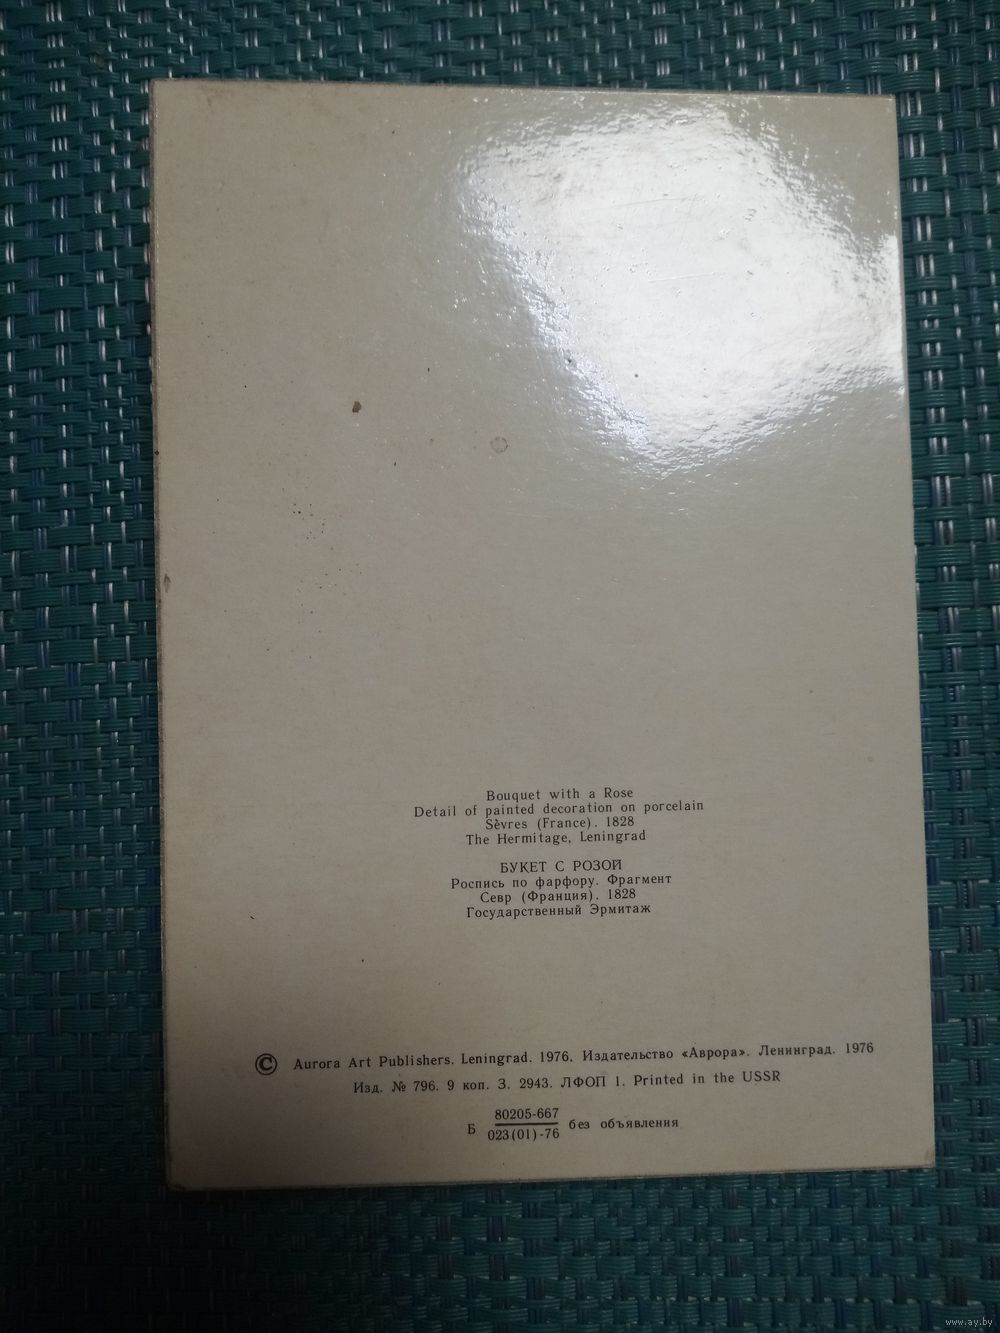 Bouquet with a Rose
Detail of painted decoration on porcelain
Sèvres (France). 1828
The Hermitage, Leningrad
БУКЕТ С РОЗОЙ
Роспись по фарфору. Фрагмент
Севр (Франция). 1828
Государственный Эрмитаж
© Aurora Art Publishers. Leningrad. 1976. Издательство «Аврора». Ленинград. 1976
Изд. № 796. 9 коп. З. 2943. ЛФОП 1. Printed in the USSR
Б 80205-667
023(01)-76 без объявления
www.ay.by